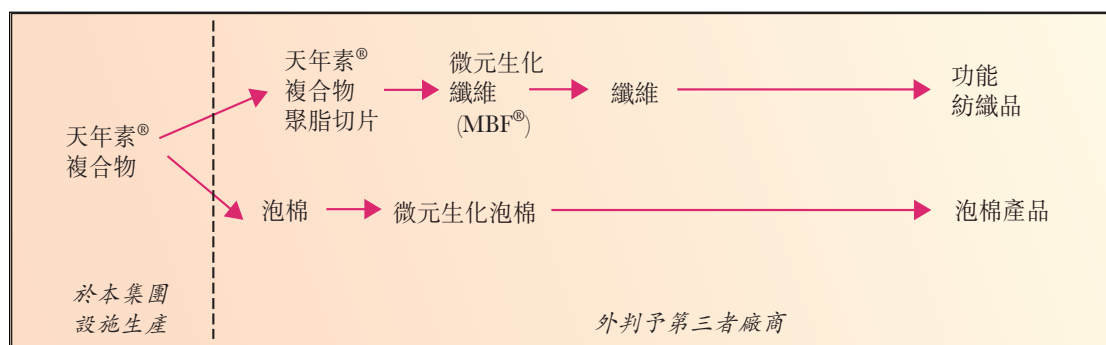 天年素®
複合物
天年素®
複合物
聚脂切片
微元生化
纖維
(MBF®)
纖維
功能
紡織品
泡棉
微元生化泡棉
泡棉產品
於本集團
設施生產
外判予第三者廠商